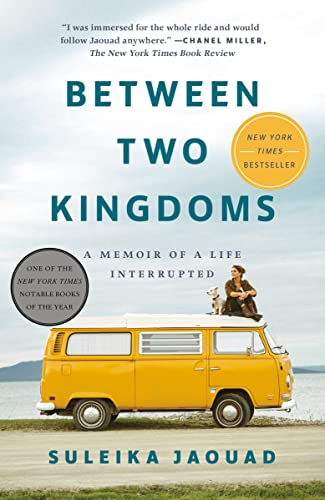 "I was immersed for the whole ride and would
follow Jaouad anywhere." —CHANEL MILLER,
The New York Times Book Review
BETWEEN
TWO
KINGDOMS
NEW YORK
TIMES
BESTSELLER
A MEMOIR OF A LIFE
INTERRUPTED
ONE OF THE
NEW YORK TIMES
NOTABLE BOOKS
OF THE YEAR
SULEIKA JAOUAD